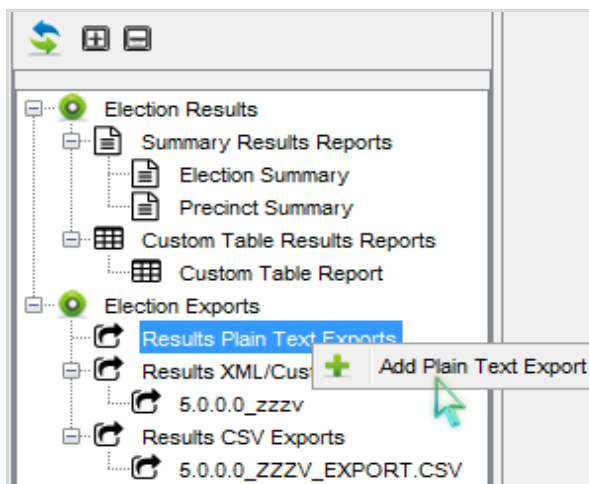 Election Results
Summary Results Reports
Election Summary
Precinct Summary
Custom Table Results Reports
Custom Table Report
Election Exports
Results Plain Text Exports
Add Plain Text Export
Results XML/Cus
5.0.0.0_zzzv
Results CSV Exports
5.0.0.0_ZZZV_EXPORT.CSV